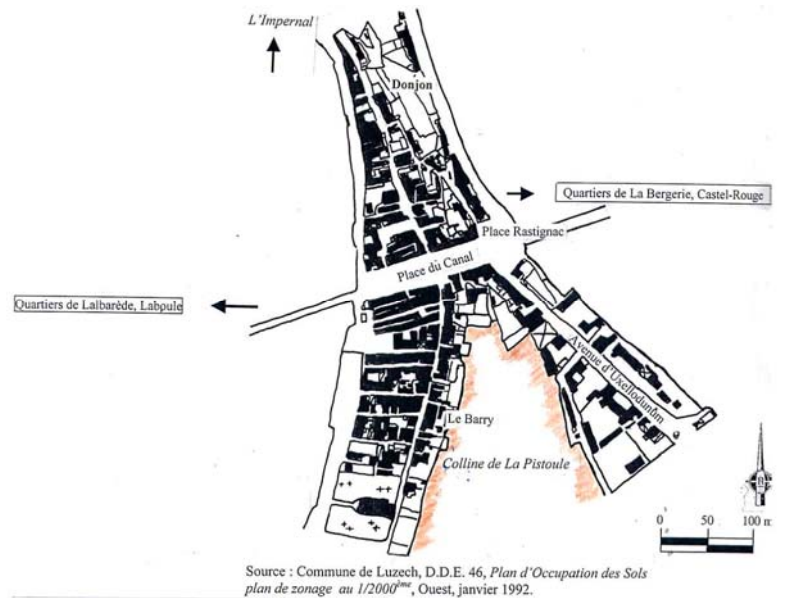 L'Impernal
Donjon
Quartiers de La Bergerie, Castel-Rouge
Place Rastignac
Place du Canal
Quartiers de Lalbarède, Laboule
Avenue d'Uxellodunum
Le Barry
Colline de La Pistoule
0 50 100 m
Source : Commune de Luzech, D.D.E. 46, Plan d'Occupation des Sols
plan de zonage au 1/2000ème, Ouest, janvier 1992.